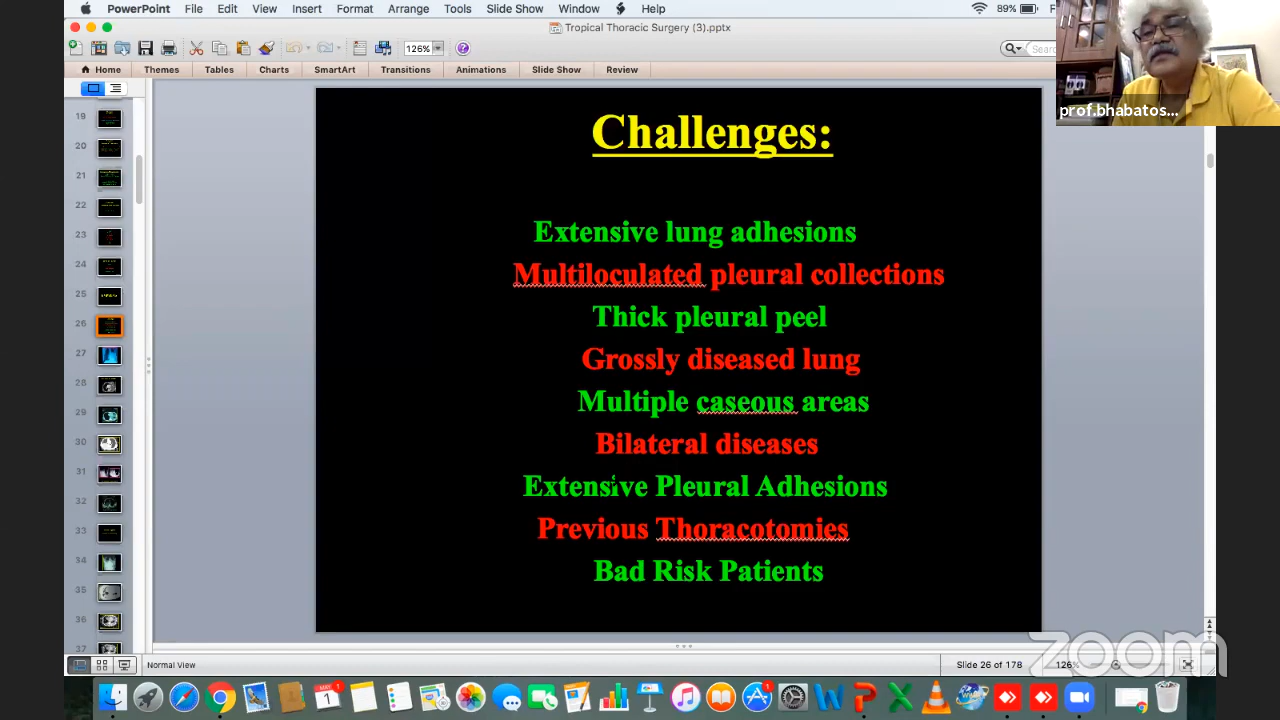 PowerPoint File Edit View Insert Format Arrange Tools Slide Show Window Help 89%
Tropical Thoracic Surgery (3).pptx
126%
Home Themes Tables Charts SmartArt Transitions Animations Slide Show Review
prof.bhabatos...
19
20
21
22
23
24
25
26
27
28
29
30
31
32
33
34
35
36
37
Challenges:
Extensive lung adhesions
Multiloculated pleural collections
Thick pleural peel
Grossly diseased lung
Multiple caseous areas
Bilateral diseases
Extensive Pleural Adhesions
Previous Thoracotomies
Bad Risk Patients
zoom
Normal View Slide 26 of 178 126%